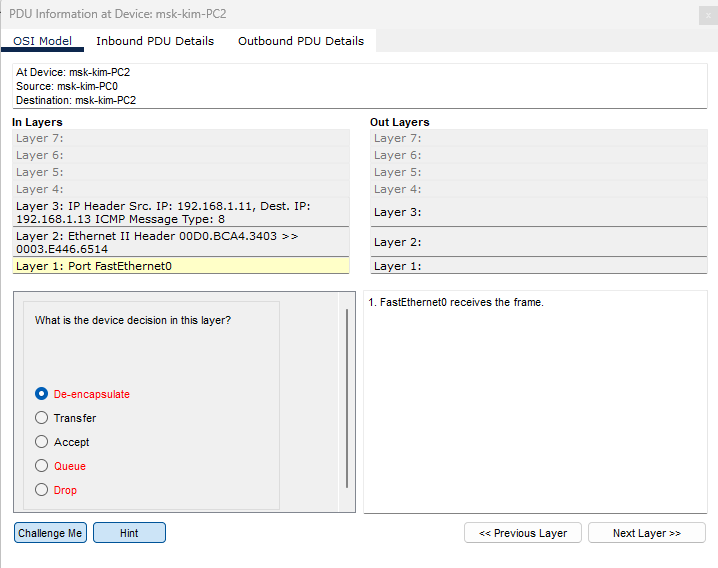 PDU Information at Device: msk-kim-PC2
x
OSI Model Inbound PDU Details Outbound PDU Details
At Device: msk-kim-PC2
Source: msk-kim-PC0
Destination: msk-kim-PC2
In Layers
Layer 7:
Layer 6:
Layer 5:
Layer 4:
Layer 3: IP Header Src. IP: 192.168.1.11, Dest. IP:
192.168.1.13 ICMP Message Type: 8
Layer 2: Ethernet II Header 00D0.BCA4.3403 >>
0003.E446.6514
Layer 1: Port FastEthernet0
Out Layers
Layer 7:
Layer 6:
Layer 5:
Layer 4:
Layer 3:
Layer 2:
Layer 1:
What is the device decision in this layer?
De-encapsulate
Transfer
Accept
Queue
Drop
1. FastEthernet0 receives the frame.
Challenge Me Hint << Previous Layer Next Layer >>